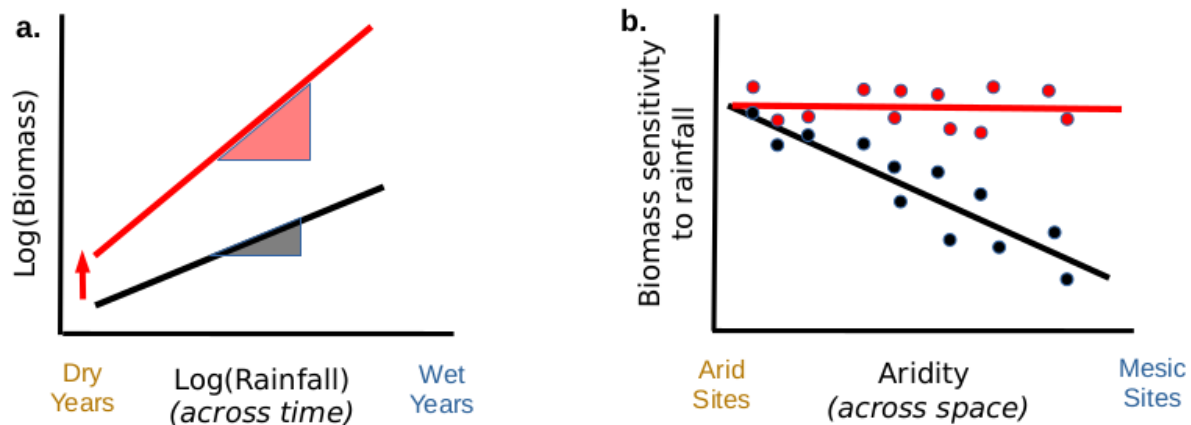 a.
Log(Biomass)
Dry
Years
Log(Rainfall)
(across time)
Wet
Years
b.
Biomass sensitivity
to rainfall
Arid
Sites
Aridity
(across space)
Mesic
Sites